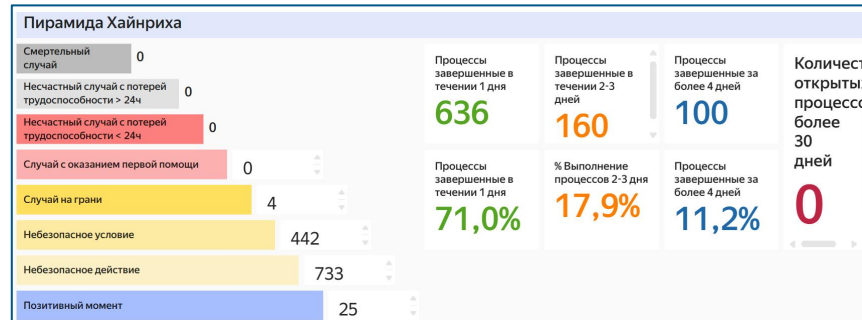 Пирамида Хайнриха
Смертельный
случай
0
Несчастный случай с потерей
трудоспособности > 24ч
0
Несчастный случай с потерей
трудоспособности < 24ч
0
Случай с оказанием первой помощи
0
Случай на грани
4
Небезопасное условие
442
Небезопасное действие
733
Позитивный момент
25
Процессы
завершенные в
течении 1 дня
636
Процессы
завершенные в
течении 2-3
дней
160
Процессы
завершенные за
более 4 дней
100
Процессы
завершенные в
течении 1 дня
71,0%
% Выполнение
процессов 2-3 дня
17,9%
Процессы
завершенные за
более 4 дней
11,2%
Количест
открыты
процессо
более
30
дней
0